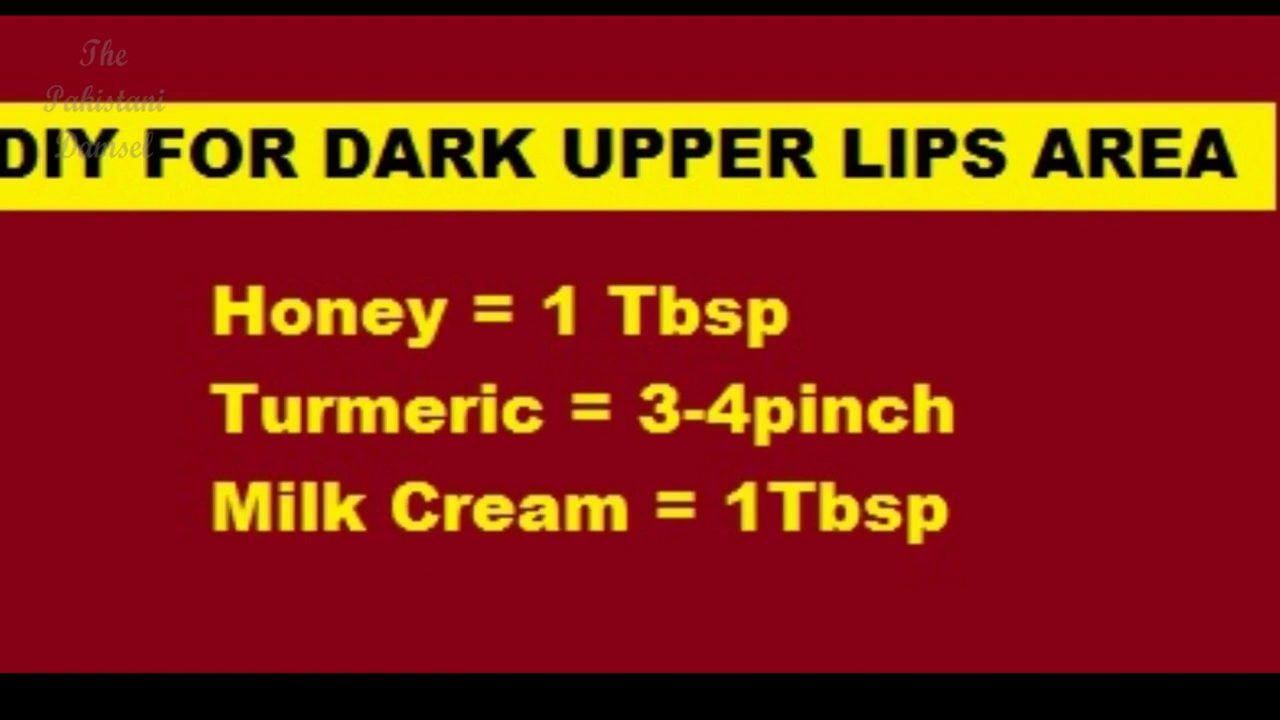 The
Pakistani
Damsel
DIY FOR DARK UPPER LIPS AREA
Honey = 1 Tbsp
Turmeric = 3-4pinch
Milk Cream = 1Tbsp